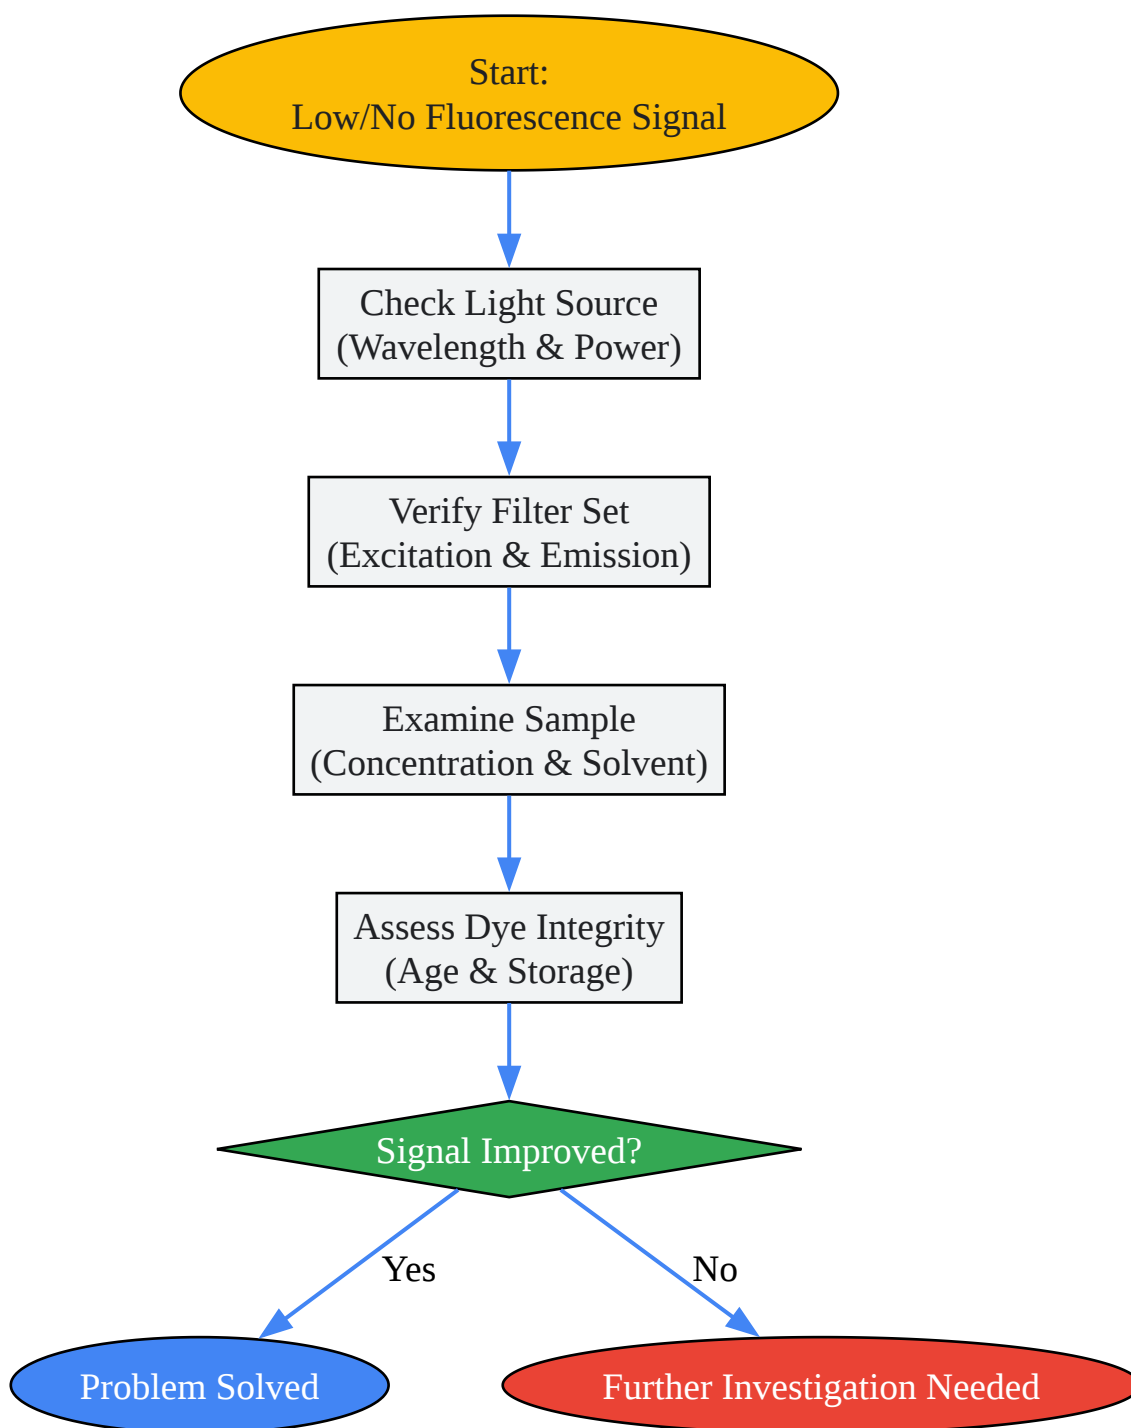 Start:
Low/No Fluorescence Signal
Check Light Source
(Wavelength & Power)
Verify Filter Set
(Excitation & Emission)
Examine Sample
(Concentration & Solvent)
Assess Dye Integrity
(Age & Storage)
Signal Improved?
Yes
No
Problem Solved
Further Investigation Needed